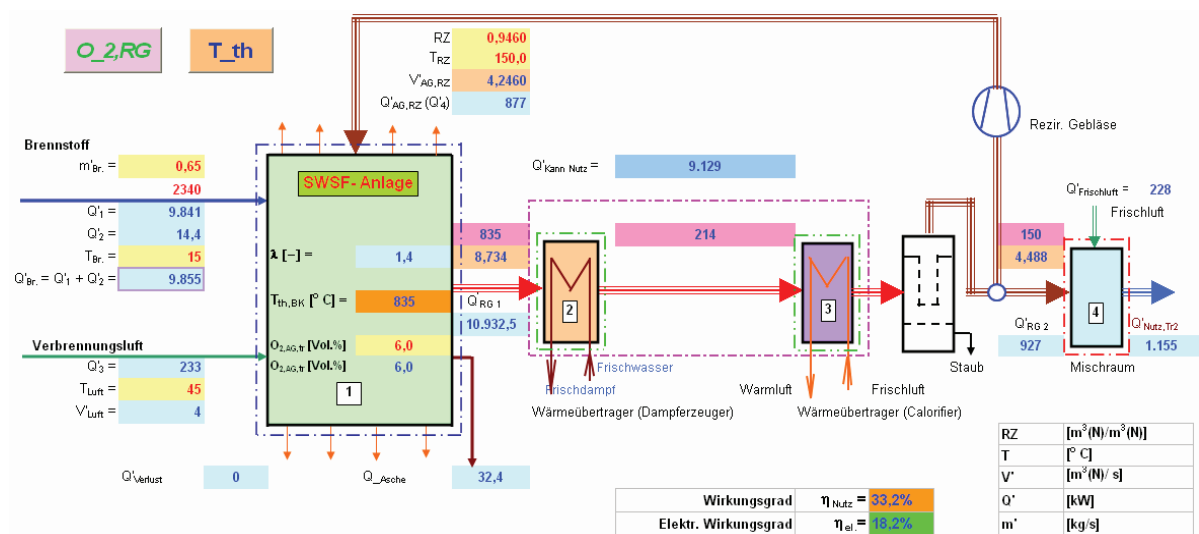 O_2,RG
T_th
RZ 0,9460
T_RZ 150,0
V'_AG,RZ 4,2460
Q'_AG,RZ (Q'_4) 877
Rezir. Gebläse
Brennstoff
m'_Br. = 0,65
2340
Q'_1 = 9.841
Q'_2 = 14,4
T_Br. = 15
Q'_Br. = Q'_1 + Q'_2 = 9.855
SWSF- Anlage
λ [-] = 1,4
T_th,BK [° C] = 835
O_2,AG,tr [Vol.%] 6,0
O_2,AG,tr [Vol.%] 6,0
1
Verbrennungsluft
Q'_3 = 233
T_Luft = 45
V'_Luft = 4
Q'_Verlust 0
Q_Asche 32,4
Q'_Kann Nutz = 9.129
835
8,734
Q'_RG 1
10.932,5
214
2
Frischwasser
Frischdampf
Wärmeübertrager (Dampferzeuger)
3
Warmluft
Frischluft
Wärmeübertrager (Calorifier)
Staub
Q'_Frischluft = 228
Frischluft
150
4,488
Q'_RG 2
927
4
Q'_Nutz,Tr2
1.155
Mischraum
Wirkungsgrad η_Nutz = 33,2%
Elektr. Wirkungsgrad η_el. = 18,2%
RZ [m³(N)/m³(N)]
T [° C]
V' [m³(N)/ s]
Q' [kW]
m' [kg/s]